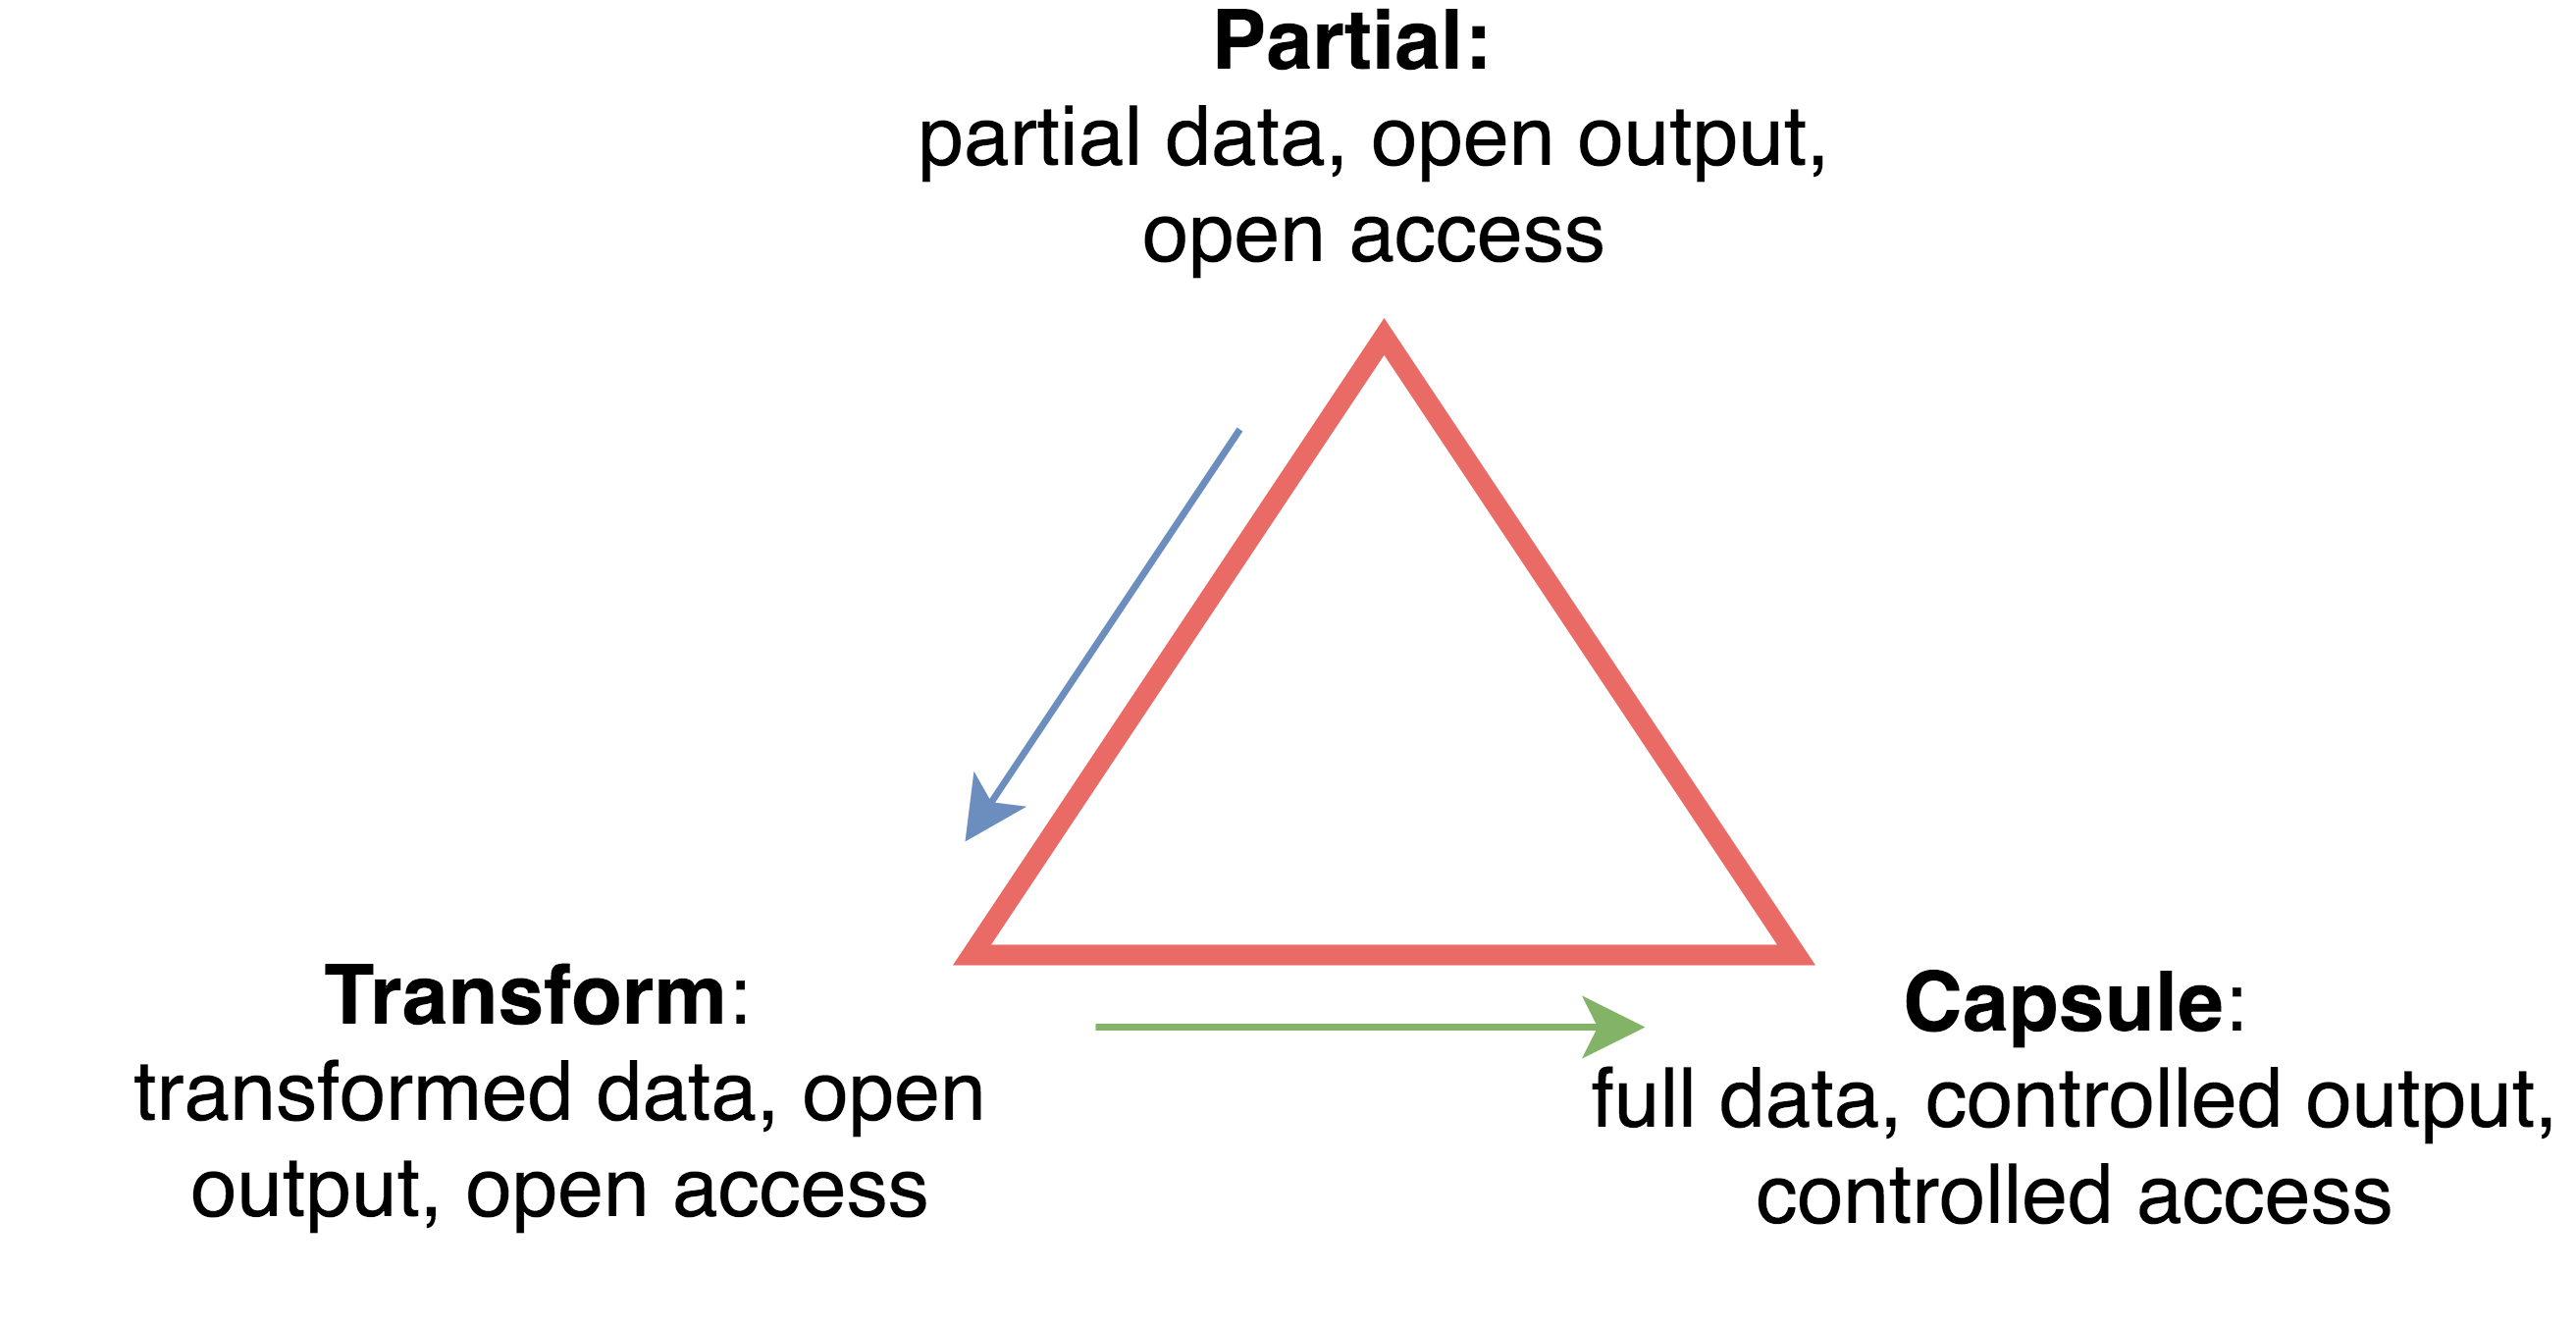 Partial:
partial data, open output,
open access
Transform:
transformed data, open
output, open access
Capsule:
full data, controlled output,
controlled access